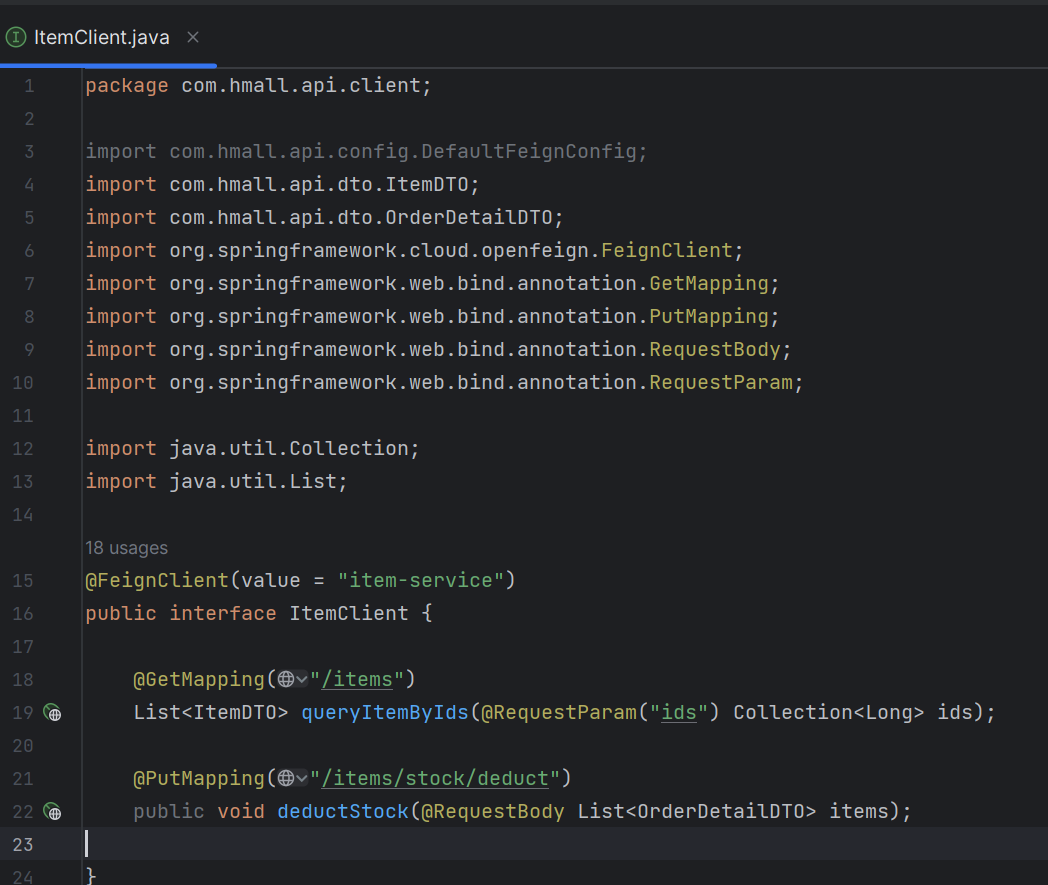 ItemClient.java
1 package com.hmall.api.client;
2
3 import com.hmall.api.config.DefaultFeignConfig;
4 import com.hmall.api.dto.ItemDTO;
5 import com.hmall.api.dto.OrderDetailDTO;
6 import org.springframework.cloud.openfeign.FeignClient;
7 import org.springframework.web.bind.annotation.GetMapping;
8 import org.springframework.web.bind.annotation.PutMapping;
9 import org.springframework.web.bind.annotation.RequestBody;
10 import org.springframework.web.bind.annotation.RequestParam;
11
12 import java.util.Collection;
13 import java.util.List;
14
18 usages
15 @FeignClient(value = "item-service")
16 public interface ItemClient {
17
18 @GetMapping("/items")
19 List<ItemDTO> queryItemByIds(@RequestParam("ids") Collection<Long> ids);
20
21 @PutMapping("/items/stock/deduct")
22 public void deductStock(@RequestBody List<OrderDetailDTO> items);
23
24 }